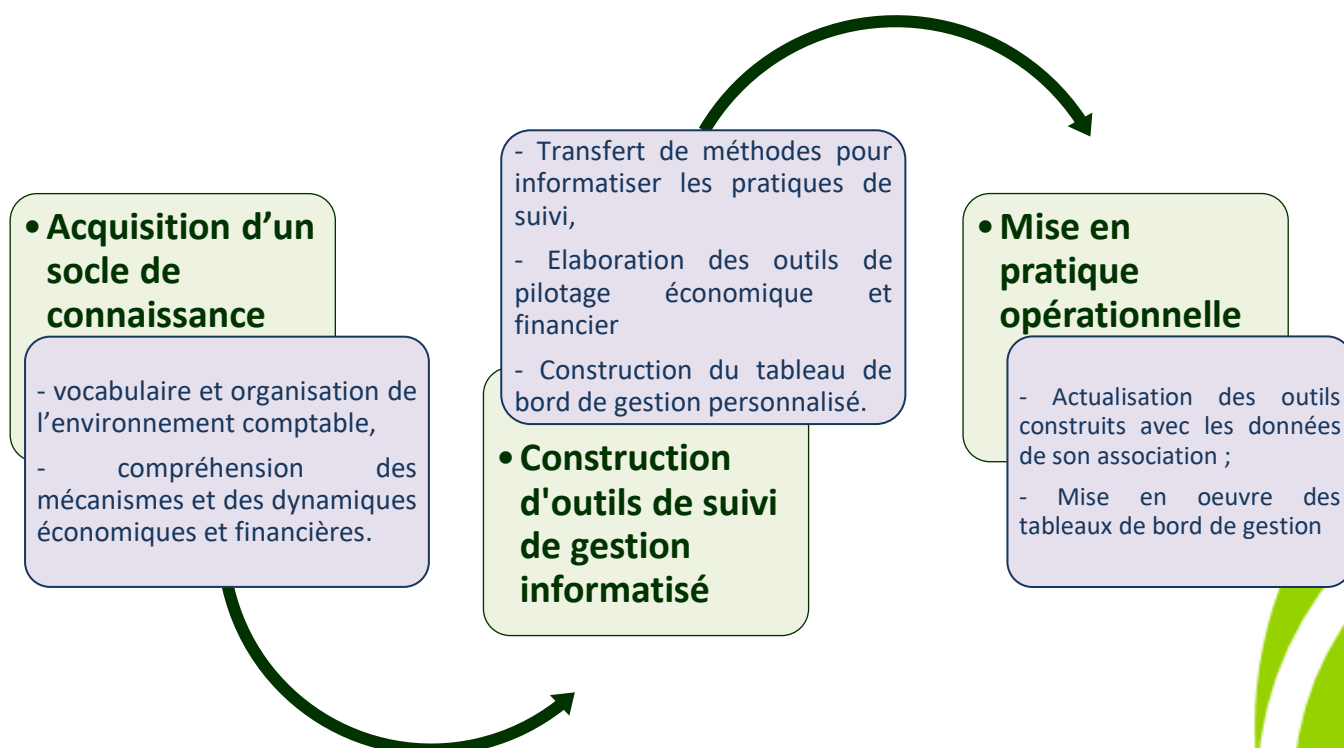 • Acquisition d’un
socle de
connaissance
- vocabulaire et organisation de
l’environnement comptable,
- compréhension des
mécanismes et des dynamiques
économiques et financières.
- Transfert de méthodes pour
informatiser les pratiques de
suivi,
- Elaboration des outils de
pilotage économique et
financier
- Construction du tableau de
bord de gestion personnalisé.
• Construction
d'outils de suivi
de gestion
informatisé
• Mise en
pratique
opérationnelle
- Actualisation des outils
construits avec les données
de son association ;
- Mise en oeuvre des
tableaux de bord de gestion